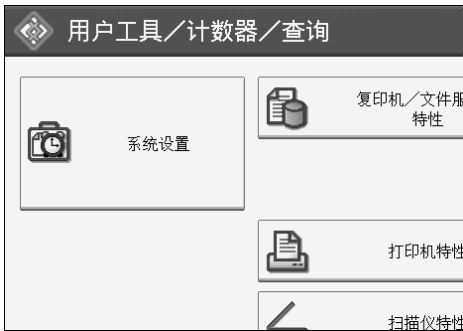 用户工具／计数器／查询
系统设置
复印机／文件服
特性
打印机特性
扫描仪特性